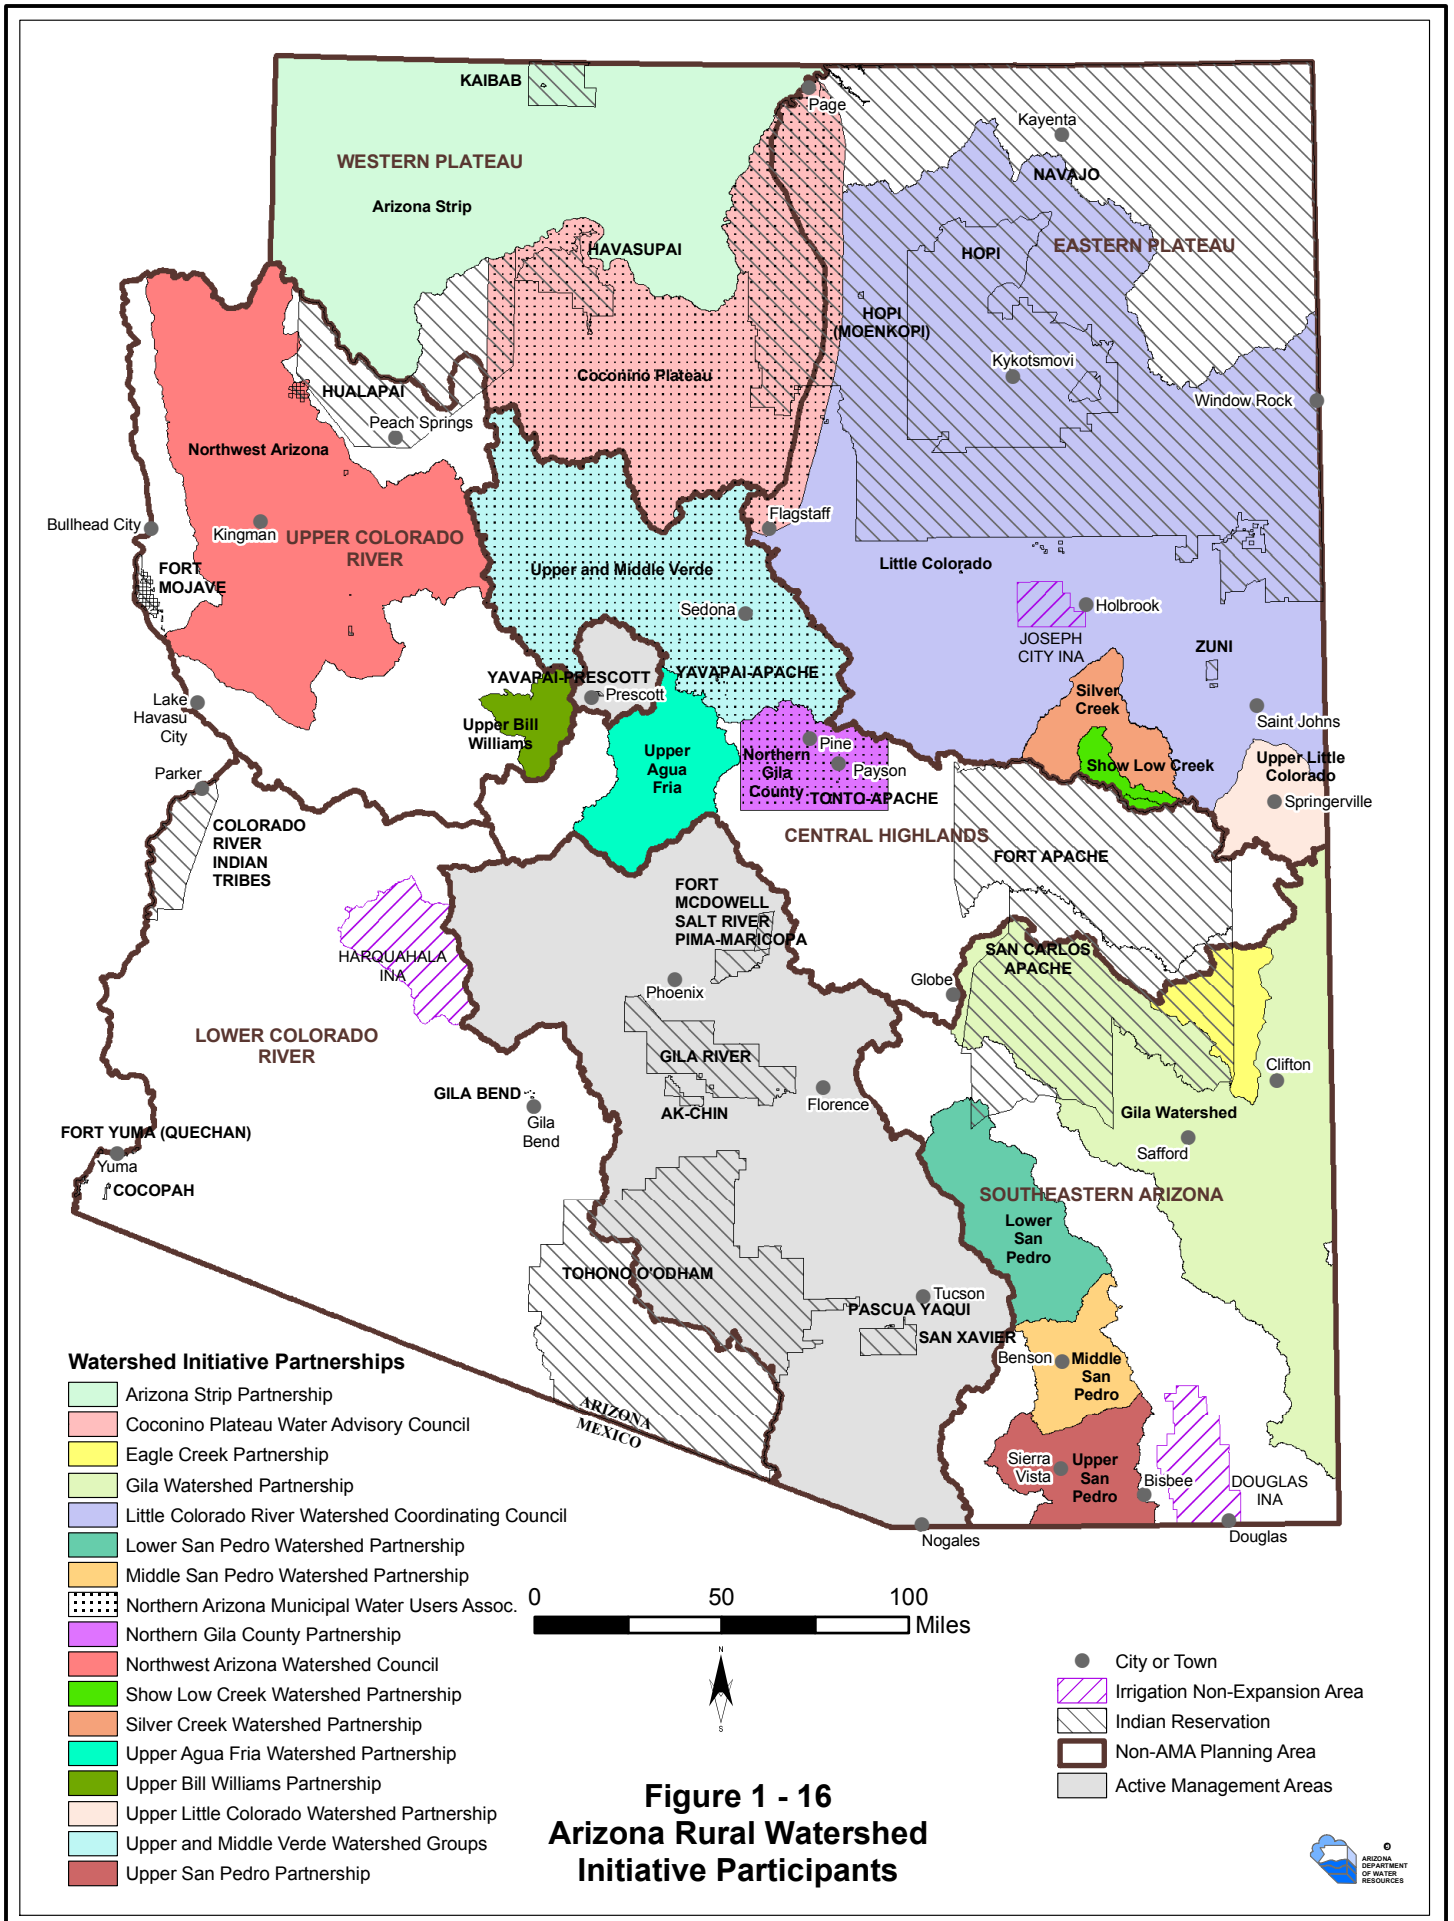 KAIBAB
Page
Kayenta
WESTERN PLATEAU
NAVAJO
Arizona Strip
HAVASUPAI
HOPI
EASTERN PLATEAU
HOPI
(MOENKOPI)
Kykotsmovi
Coconino Plateau
HUALAPAI
Peach Springs
Window Rock
Northwest Arizona
Bullhead City
Kingman
UPPER COLORADO
RIVER
Flagstaff
FORT
MOJAVE
Upper and Middle Verde
Little Colorado
Sedona
Holbrook
JOSEPH
CITY INA
ZUNI
YAVAPAI-PRESCOTT
YAVAPAI-APACHE
Prescott
Silver
Creek
Lake
Havasu
City
Saint Johns
Upper Bill
Williams
Upper
Agua
Fria
Northern
Gila
County
Pine
Payson
Show Low Creek
Upper Little
Colorado
Parker
TONTO-APACHE
Springerville
COLORADO
RIVER
INDIAN
TRIBES
CENTRAL HIGHLANDS
FORT APACHE
FORT
MCDOWELL
SALT RIVER
PIMA-MARICOPA
HARQUAHALA
INA
SAN CARLOS
APACHE
Phoenix
Globe
LOWER COLORADO
RIVER
GILA RIVER
Clifton
GILA BEND
Gila
Bend
AK-CHIN
Florence
Gila Watershed
FORT YUMA (QUECHAN)
Yuma
Safford
COCOPAH
SOUTHEASTERN ARIZONA
Lower
San
Pedro
TOHONO O'ODHAM
Tucson
PASCUA YAQUI
SAN XAVIER
Benson
Middle
San
Pedro
ARIZONA
MEXICO
Sierra
Vista
Upper
San
Pedro
Bisbee
DOUGLAS
INA
Nogales
Douglas
Watershed Initiative Partnerships
Arizona Strip Partnership
Coconino Plateau Water Advisory Council
Eagle Creek Partnership
Gila Watershed Partnership
Little Colorado River Watershed Coordinating Council
Lower San Pedro Watershed Partnership
Middle San Pedro Watershed Partnership
Northern Arizona Municipal Water Users Assoc.
Northern Gila County Partnership
Northwest Arizona Watershed Council
Show Low Creek Watershed Partnership
Silver Creek Watershed Partnership
Upper Agua Fria Watershed Partnership
Upper Bill Williams Partnership
Upper Little Colorado Watershed Partnership
Upper and Middle Verde Watershed Groups
Upper San Pedro Partnership
0 50 100
Miles
N
S
City or Town
Irrigation Non-Expansion Area
Indian Reservation
Non-AMA Planning Area
Active Management Areas
Figure 1 - 16
Arizona Rural Watershed
Initiative Participants
ARIZONA
DEPARTMENT
OF WATER
RESOURCES